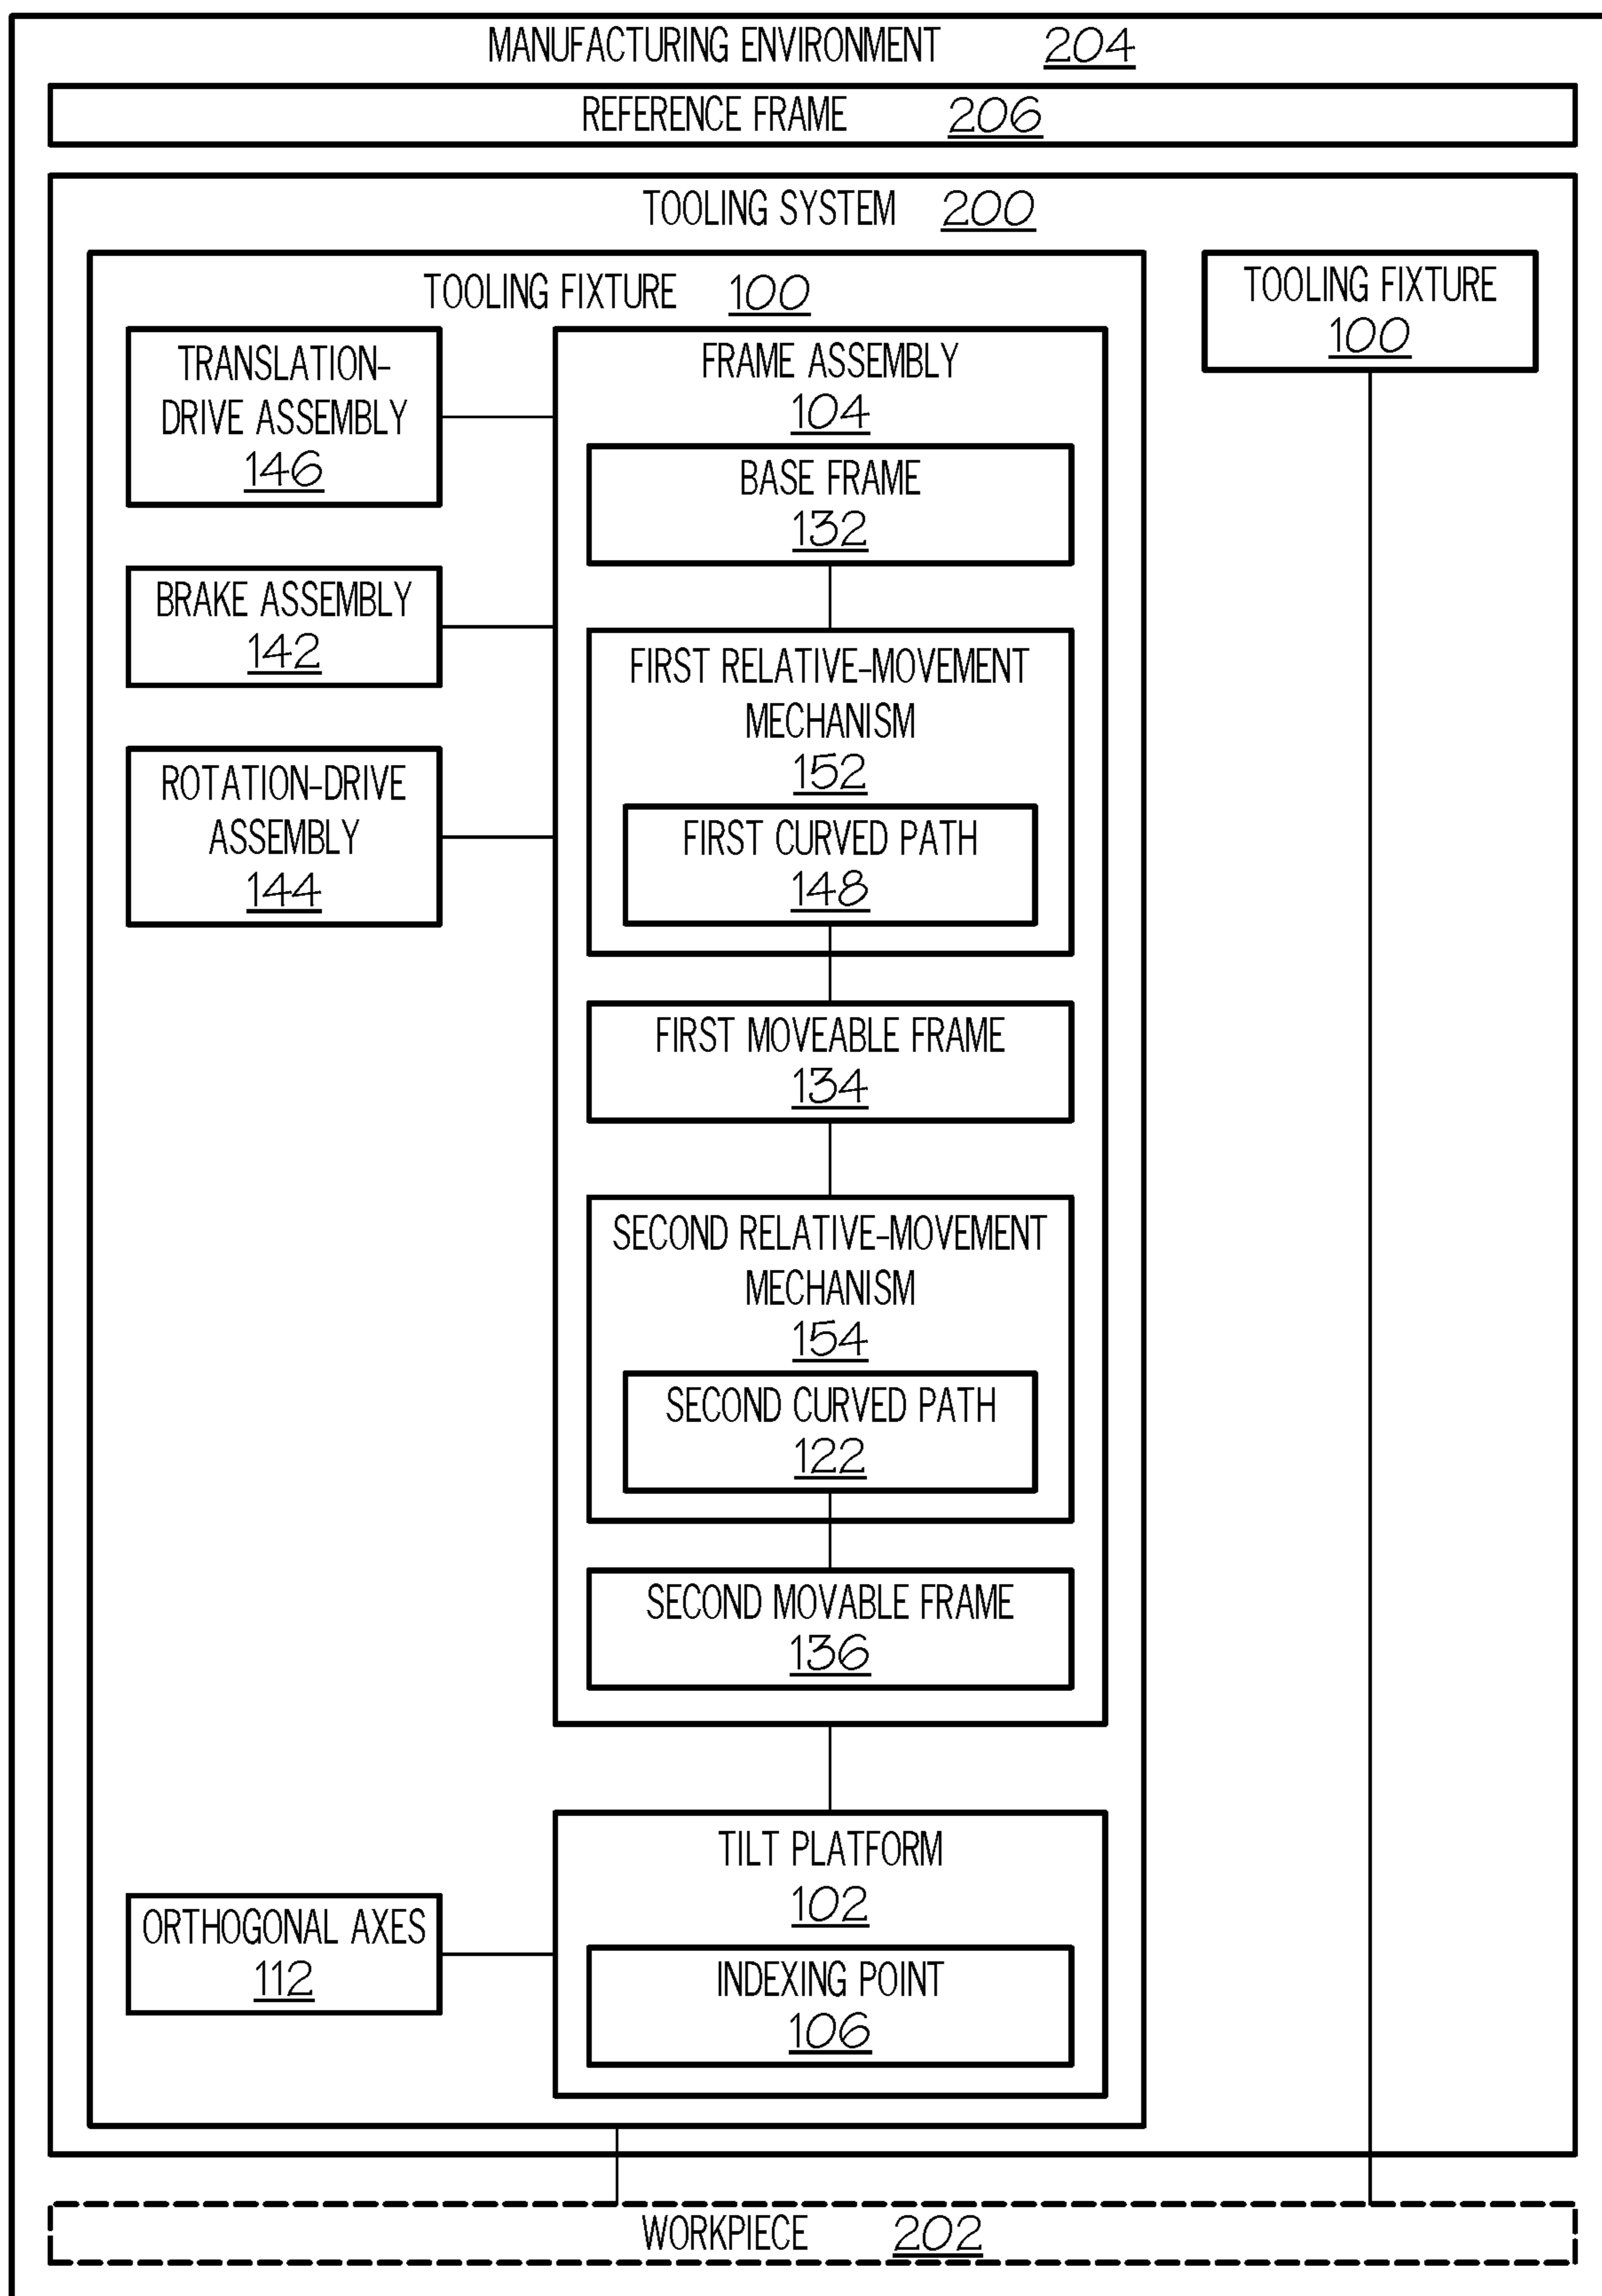 MANUFACTURING ENVIRONMENT 204
REFERENCE FRAME 206
TOOLING SYSTEM 200
TOOLING FIXTURE 100
TRANSLATION-
DRIVE ASSEMBLY
146
BRAKE ASSEMBLY
142
ROTATION-DRIVE
ASSEMBLY
144
FRAME ASSEMBLY
104
BASE FRAME
132
FIRST RELATIVE-MOVEMENT
MECHANISM
152
FIRST CURVED PATH
148
FIRST MOVEABLE FRAME
134
SECOND RELATIVE-MOVEMENT
MECHANISM
154
SECOND CURVED PATH
122
SECOND MOVABLE FRAME
136
ORTHOGONAL AXES
112
TILT PLATFORM
102
INDEXING POINT
106
TOOLING FIXTURE
100
WORKPIECE 202